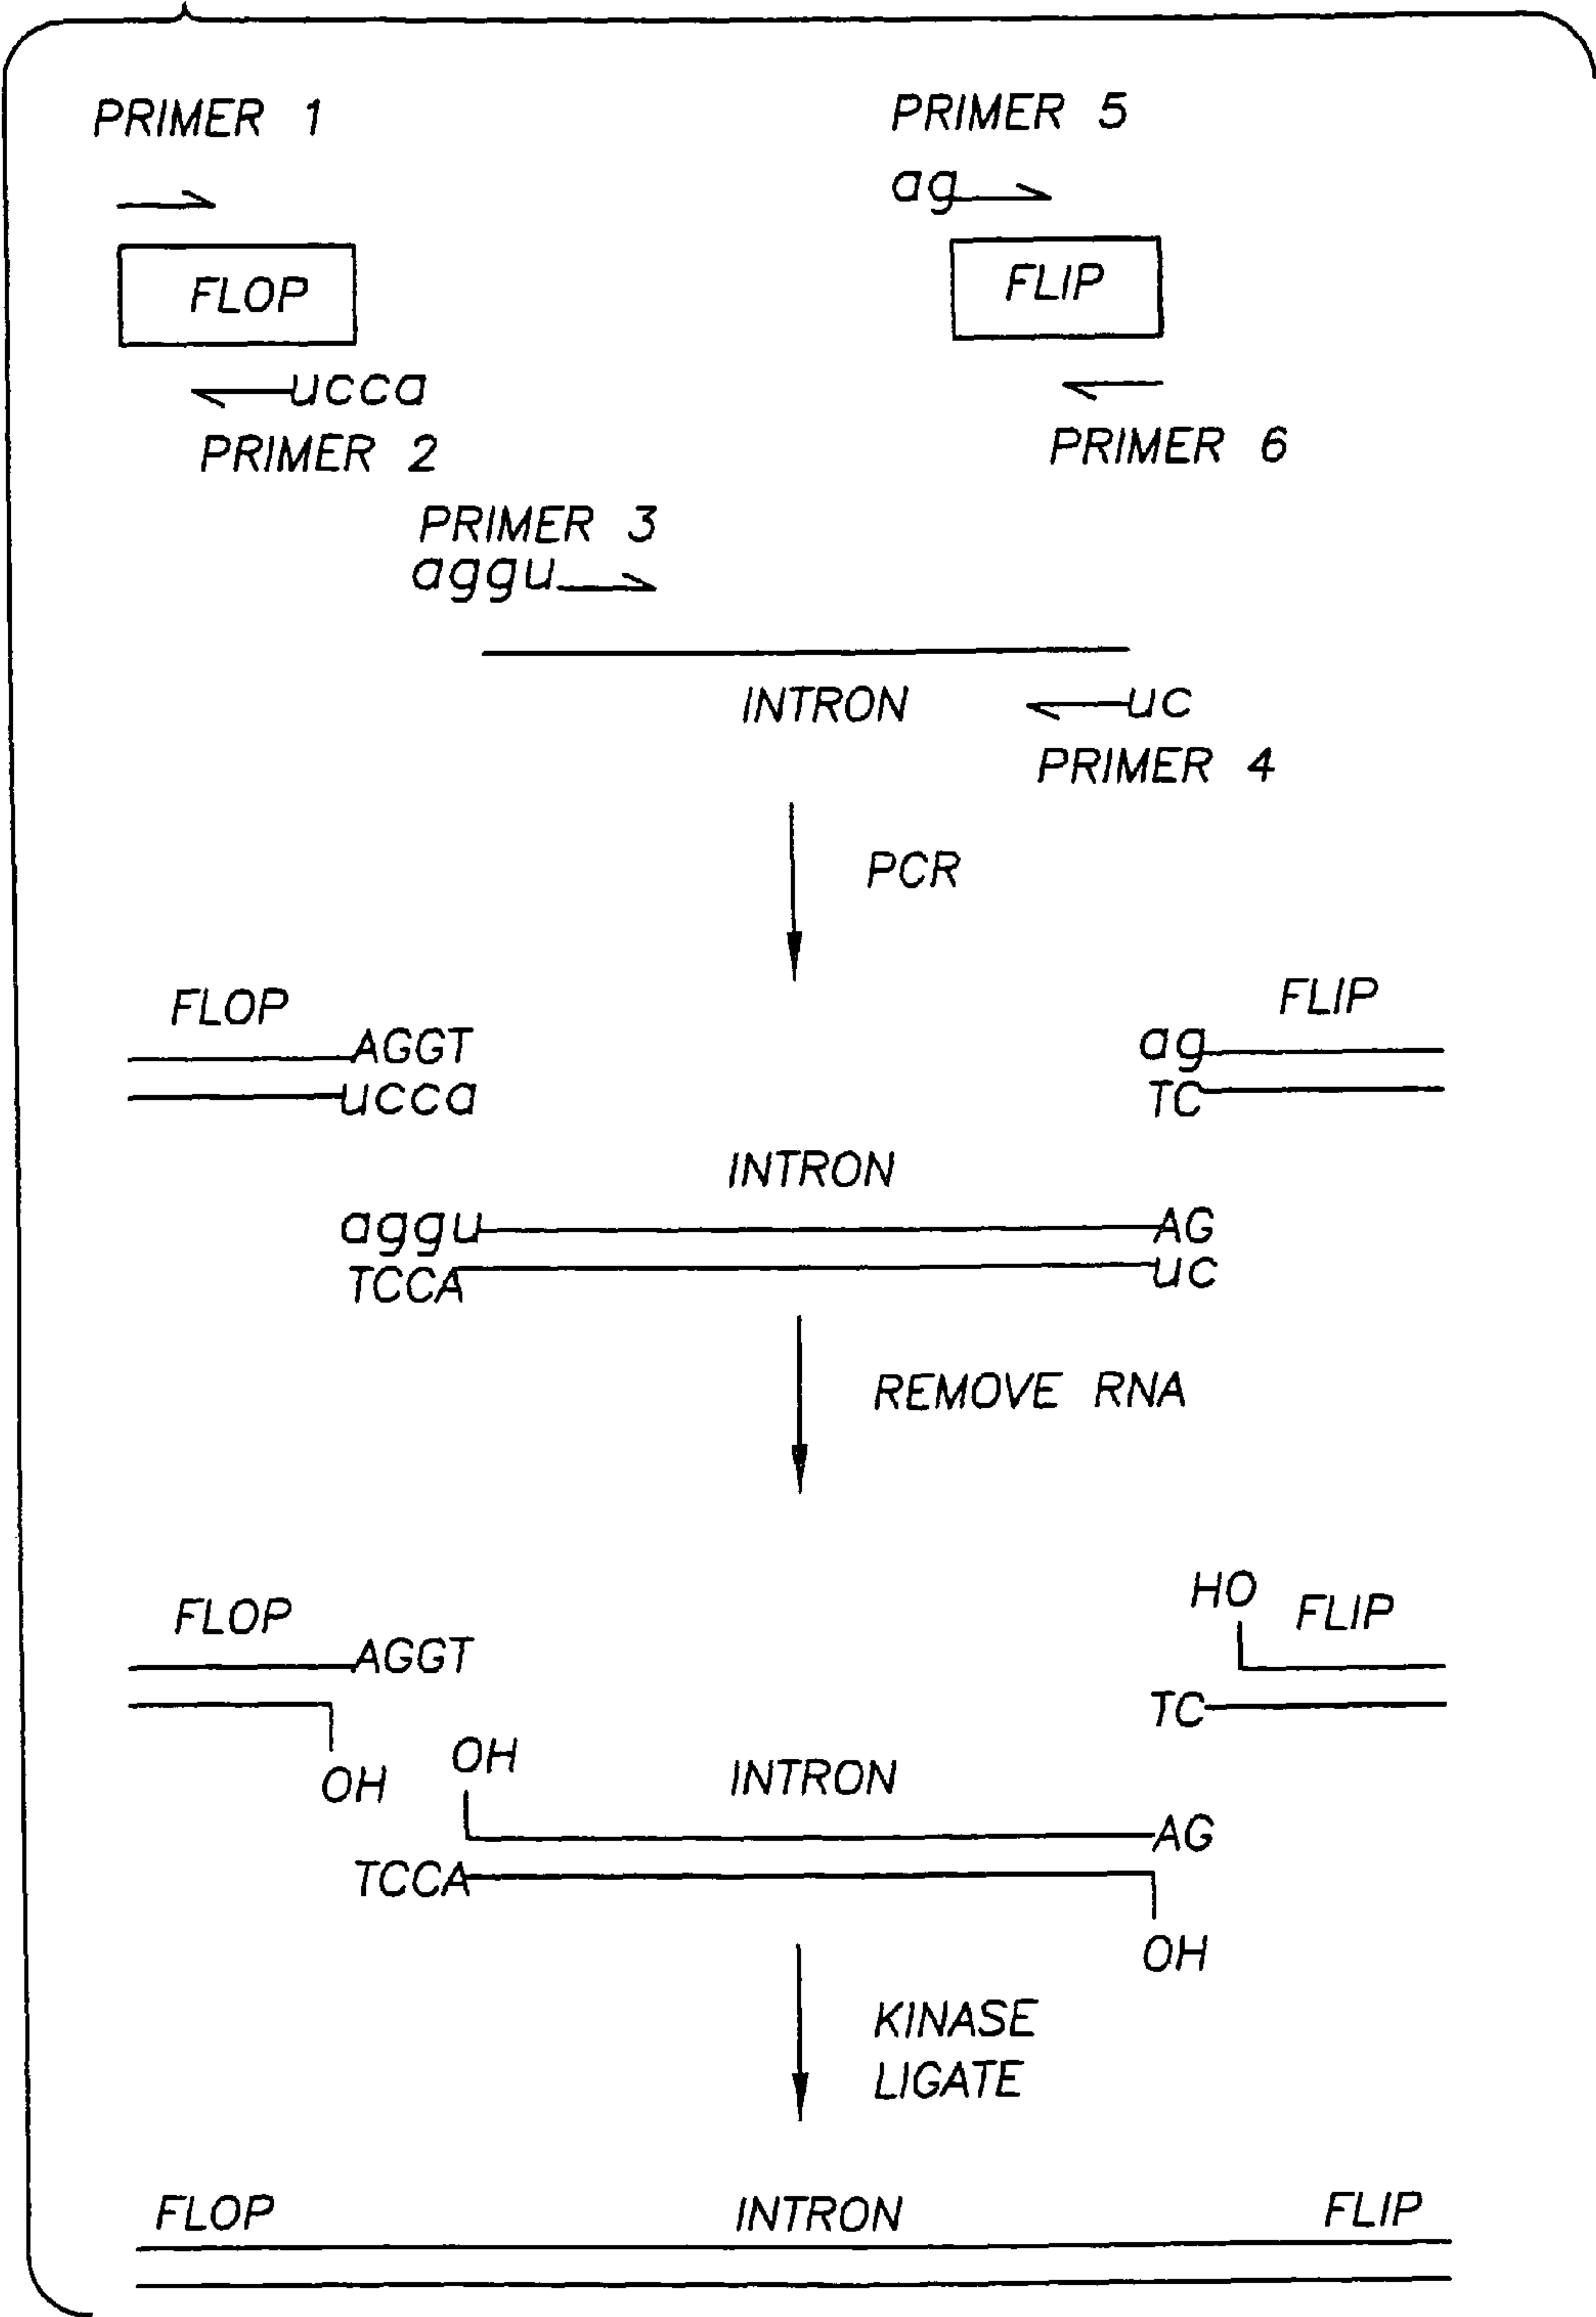 PRIMER 1
PRIMER 5
ag
FLOP
FLIP
ucca
PRIMER 2
PRIMER 6
PRIMER 3
aggu
INTRON
uc
PRIMER 4
PCR
FLOP
AGGT
ucca
FLIP
ag
TC
INTRON
aggu
AG
TCCA
uc
REMOVE RNA
FLOP
AGGT
OH
HO
FLIP
TC
OH
INTRON
AG
TCCA
OH
KINASE
LIGATE
FLOP
INTRON
FLIP